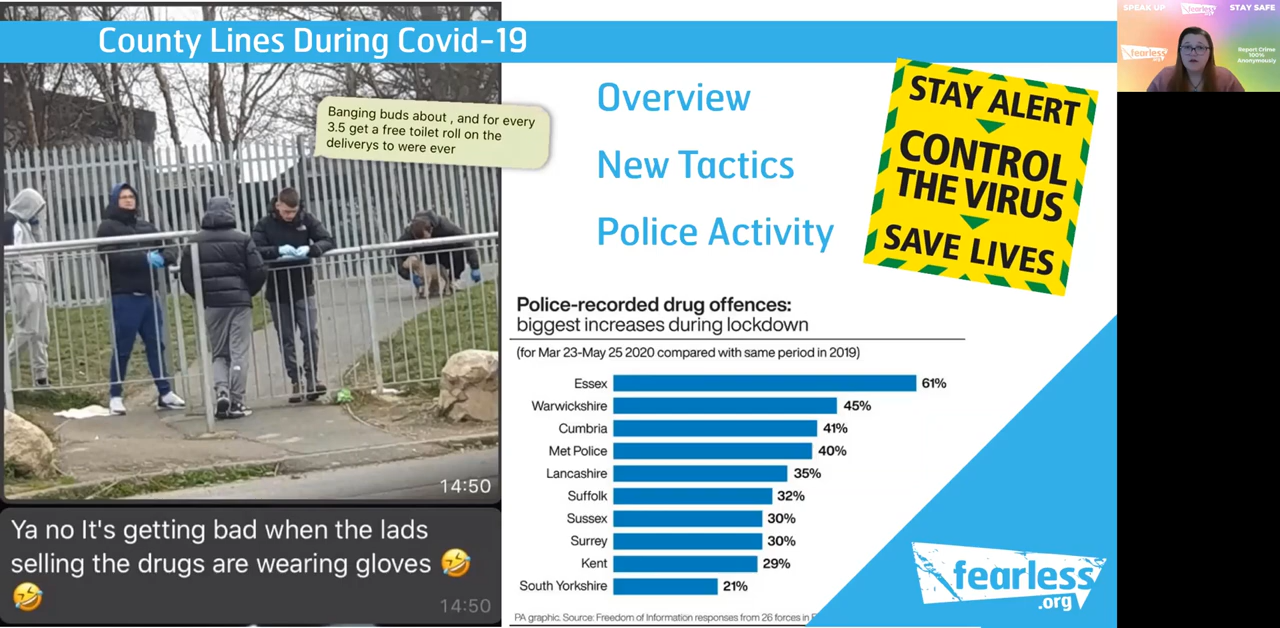 County Lines During Covid-19
SPEAK UP
fearless
.org
STAY SAFE
fearless
.org
Report Crime
100%
Anonymously
Banging buds about , and for every
3.5 get a free toilet roll on the
deliverys to were ever
14:50
Ya no It's getting bad when the lads
selling the drugs are wearing gloves 🤣
🤣
14:50
Overview
New Tactics
Police Activity
STAY ALERT
CONTROL
THE VIRUS
SAVE LIVES
Police-recorded drug offences:
biggest increases during lockdown
(for Mar 23-May 25 2020 compared with same period in 2019)
Essex 61%
Warwickshire 45%
Cumbria 41%
Met Police 40%
Lancashire 35%
Suffolk 32%
Sussex 30%
Surrey 30%
Kent 29%
South Yorkshire 21%
PA graphic. Source: Freedom of Information responses from 26 forces in
fearless
.org